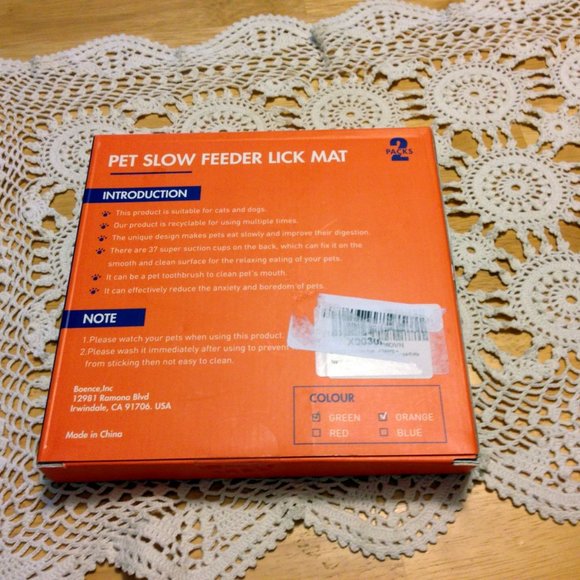 PET SLOW FEEDER LICK MAT
2
PACKS
INTRODUCTION
This product is suitable for cats and dogs.
Our product is recyclable for using multiple times.
The unique design makes pets eat slowly and improve their digestion.
There are 37 super suction cups on the back, which can fix it on the
smooth and clean surface for the relaxing eating of your pets.
It can be a pet toothbrush to clean pet's mouth.
It can effectively reduce the anxiety and boredom of pets
NOTE
1.Please watch your pets when using this product.
2.Please wash it immediately after using to prevent
from sticking then not easy to clean.
Baence,Inc
12981 Ramona Blvd
Irwindale, CA 91706. USA
Made in China
COLOUR
GREEN
ORANGE
RED
BLUE